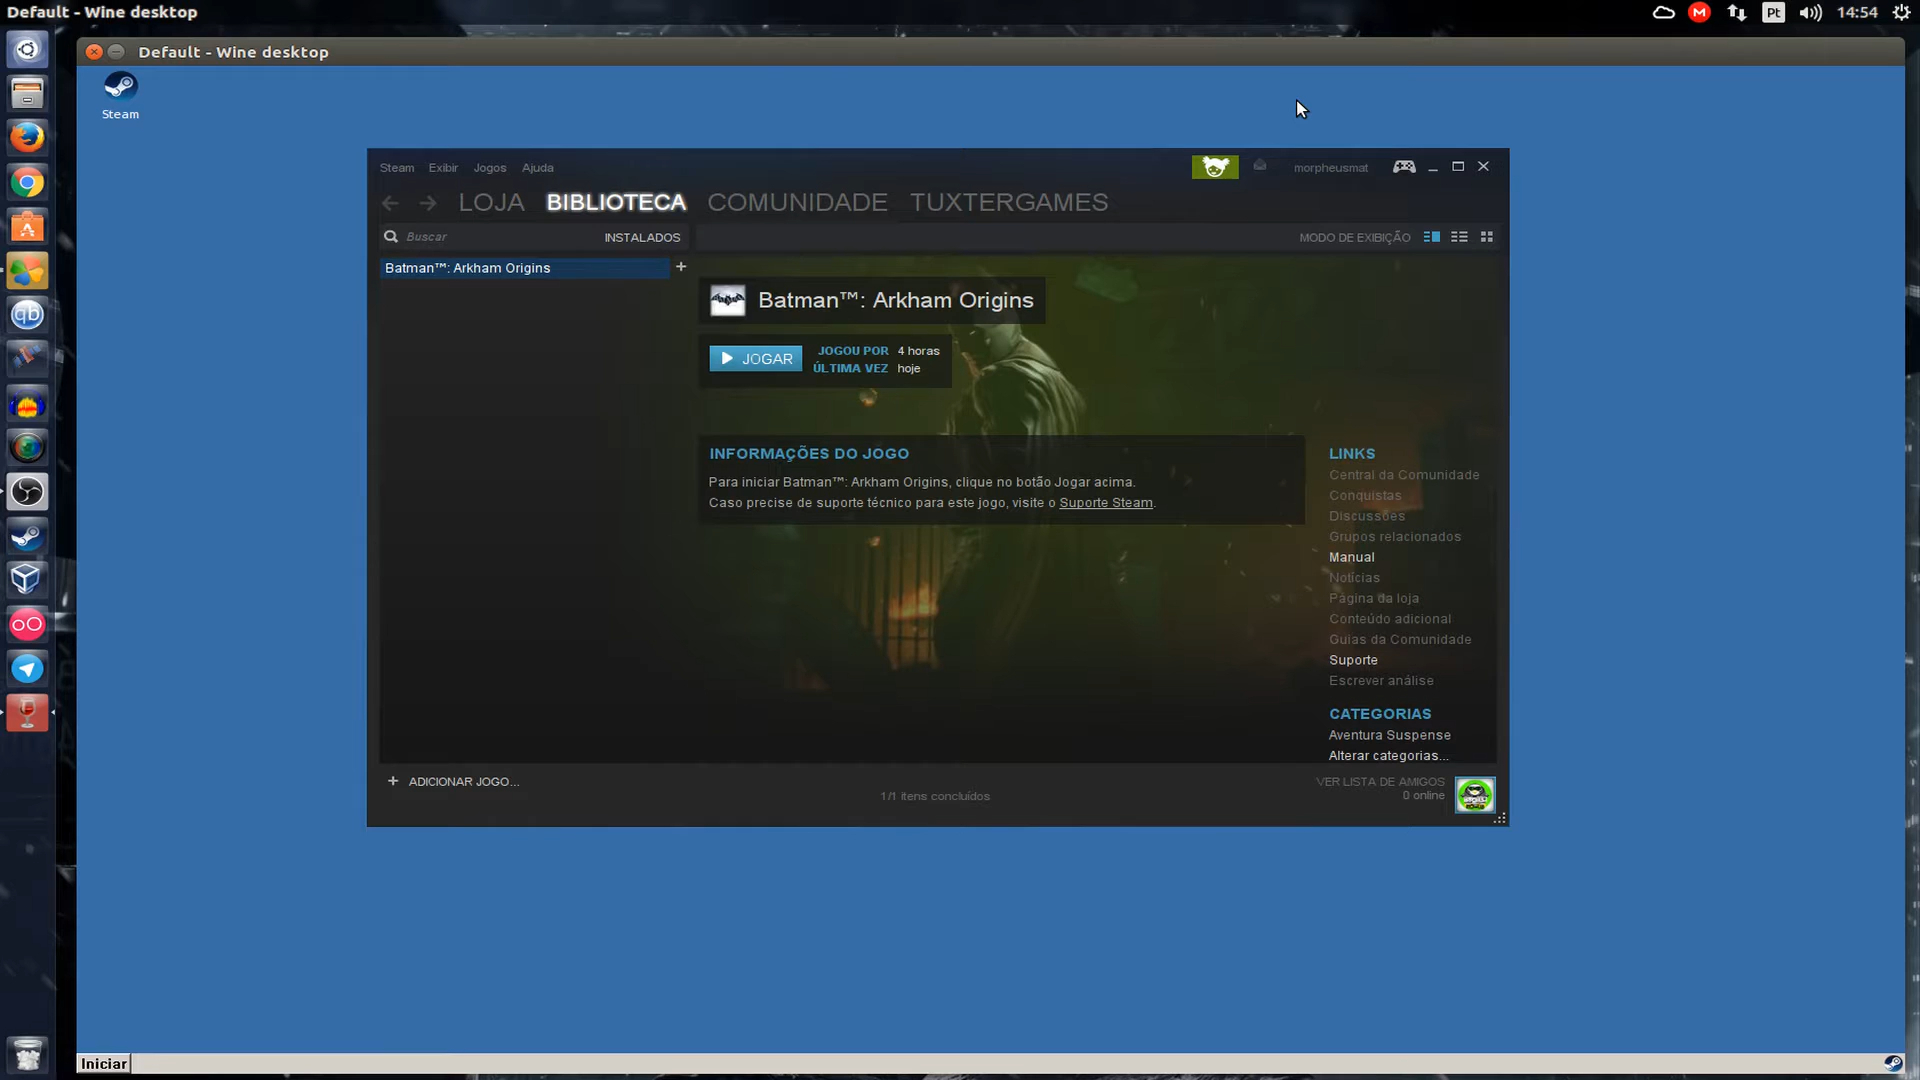 Default - Wine desktop
Pt
14:54
Default - Wine desktop
Steam
Steam Exibir Jogos Ajuda
morpheusmat
LOJA BIBLIOTECA COMUNIDADE TUXTERGAMES
Buscar
INSTALADOS
MODO DE EXIBIÇÃO
Batman™: Arkham Origins
Batman™: Arkham Origins
JOGAR
JOGOU POR 4 horas
ÚLTIMA VEZ hoje
INFORMAÇÕES DO JOGO
Para iniciar Batman™: Arkham Origins, clique no botão Jogar acima.
Caso precise de suporte técnico para este jogo, visite o Suporte Steam.
LINKS
Central da Comunidade
Conquistas
Discussões
Grupos relacionados
Manual
Notícias
Página da loja
Conteúdo adicional
Guias da Comunidade
Suporte
Escrever análise
CATEGORIAS
Aventura Suspense
Alterar categorias...
+ ADICIONAR JOGO...
1/1 itens concluídos
VER LISTA DE AMIGOS
0 online
Iniciar